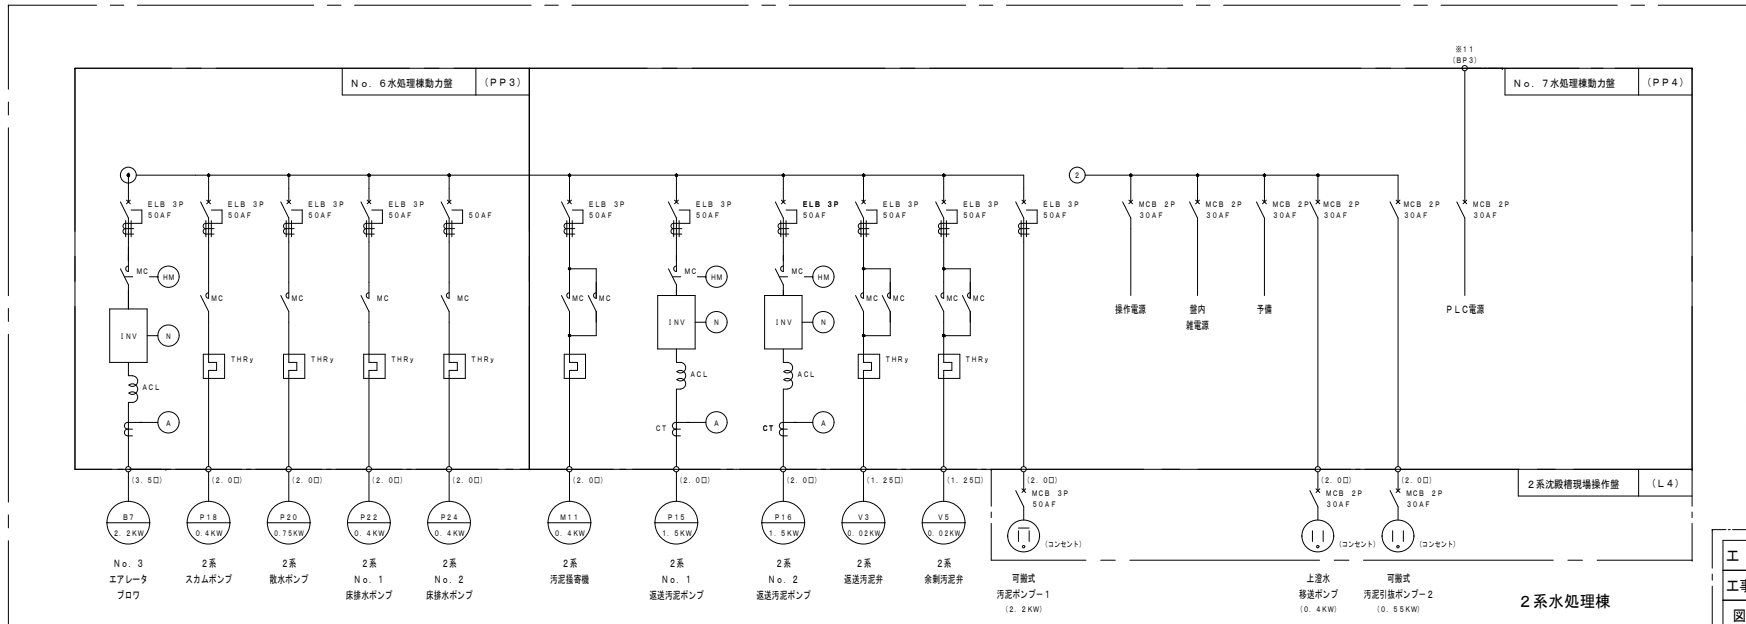 ※11
(BP3)
No. 6水処理棟動力盤 (PP3)
No. 7水処理棟動力盤 (PP4)
1
2
ELB 3P
50AF
ELB 3P
50AF
ELB 3P
50AF
ELB 3P
50AF
50AF
ELB 3P
50AF
ELB 3P
50AF
ELB 3P
50AF
ELB 3P
50AF
ELB 3P
50AF
ELB 3P
50AF
MCB 2P
30AF
MCB 2P
30AF
MCB 2P
30AF
MCB 2P
30AF
MCB 2P
30AF
MCB 2P
30AF
MC HM
MC HM
MC HM
MC
MC
MC
MC
MC MC
MC MC
MC MC
INV N
INV N
INV N
操作電源
盤内
雑電源
予備
PLC電源
THRy
THRy
THRy
THRy
THRy
THRy
ACL
ACL
ACL
A
CT A
CT A
2系沈殿槽現場操作盤 (L4)
(3.5□)
(2.0□)
(2.0□)
(2.0□)
(2.0□)
(2.0□)
(2.0□)
(2.0□)
(1.25□)
(1.25□)
(2.0□)
(2.0□)
(2.0□)
MCB 3P
50AF
MCB 2P
30AF
MCB 2P
30AF
B7
2.2KW
P18
0.4KW
P20
0.75KW
P22
0.4KW
P24
0.4KW
M11
0.4KW
P15
1.5KW
P16
1.5KW
V3
0.02KW
V5
0.02KW
(コンセント)
(コンセント)
(コンセント)
No. 3
エアレータ
ブロワ
2系
スカムポンプ
2系
散水ポンプ
2系
No. 1
床排水ポンプ
2系
No. 2
床排水ポンプ
2系
汚泥掻寄機
2系
No. 1
返送汚泥ポンプ
2系
No. 2
返送汚泥ポンプ
2系
返送汚泥弁
2系
余剰汚泥弁
可搬式
汚泥ポンプ－1
(2.2KW)
上澄水
移送ポンプ
(0.4KW)
可搬式
汚泥引抜ポンプ－2
(0.55KW)
2系水処理棟
工
工事
図